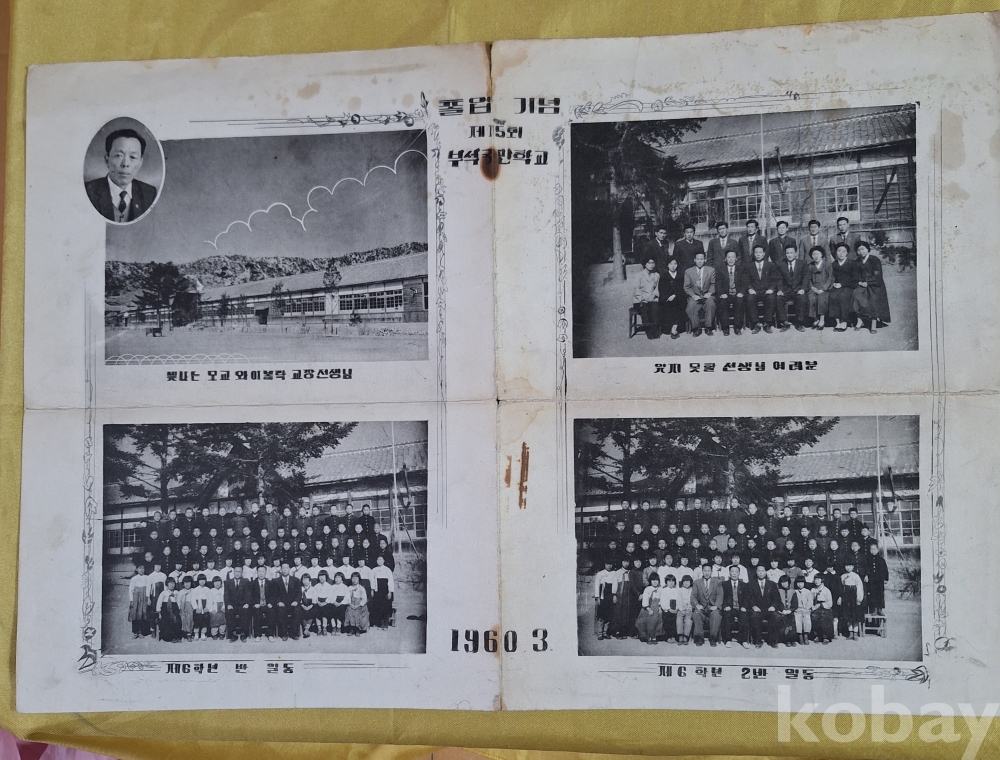 졸업 기념
제15회
부석국민학교
빛나는 모교 와 이봉락 교장선생님
잊지 못할 선생님 여러분
제6학년 반 일동
1960 3.
제6학년 2반 일동
kobay